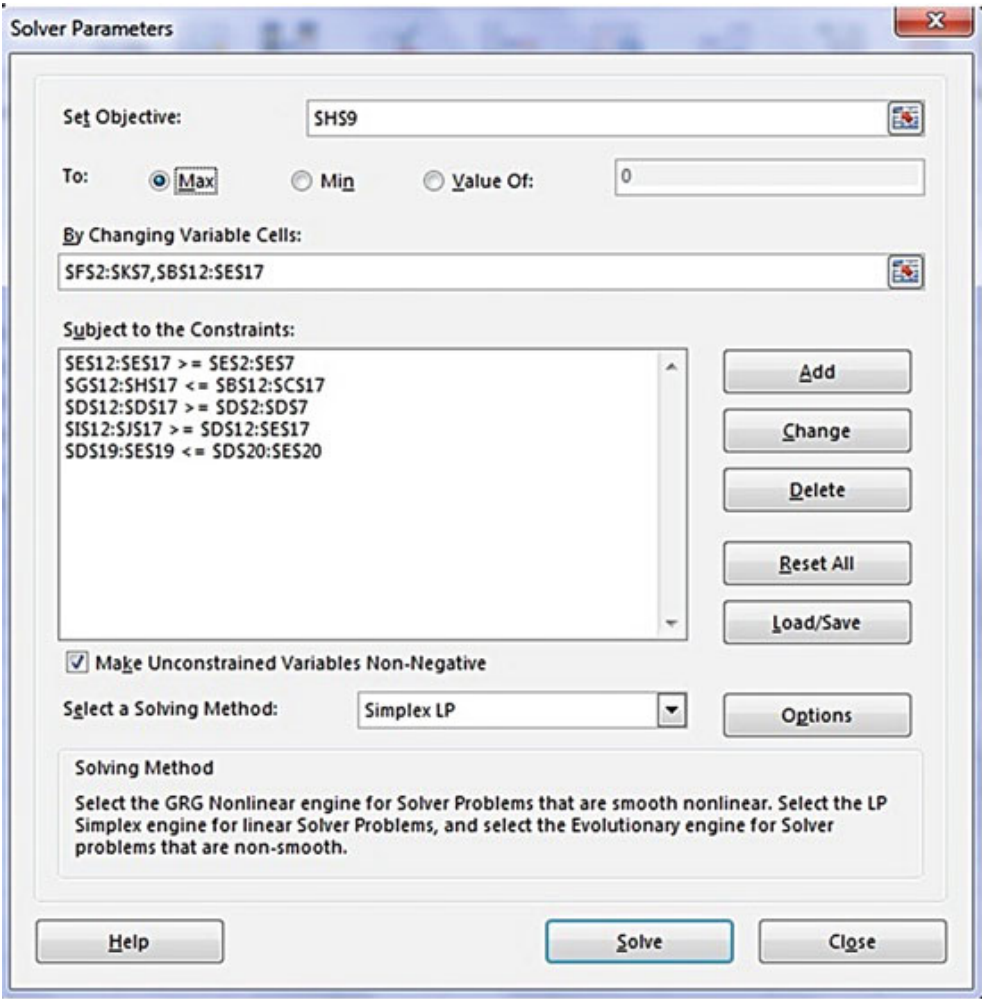 Solver Parameters
Set Objective:
$H$9
To:
Max
Min
Value Of:
0
By Changing Variable Cells:
$F$2:$K$7,$B$12:$E$17
Subject to the Constraints:
$E$12:$E$17 >= $E$2:$E$7
$G$12:$H$17 <= $B$12:$C$17
$D$12:$D$17 >= $D$2:$D$7
$I$12:$J$17 >= $D$12:$E$17
$D$19:$E$19 <= $D$20:$E$20
Add
Change
Delete
Reset All
Load/Save
Make Unconstrained Variables Non-Negative
Select a Solving Method:
Simplex LP
Options
Solving Method
Select the GRG Nonlinear engine for Solver Problems that are smooth nonlinear. Select the LP
Simplex engine for linear Solver Problems, and select the Evolutionary engine for Solver
problems that are non-smooth.
Help
Solve
Close